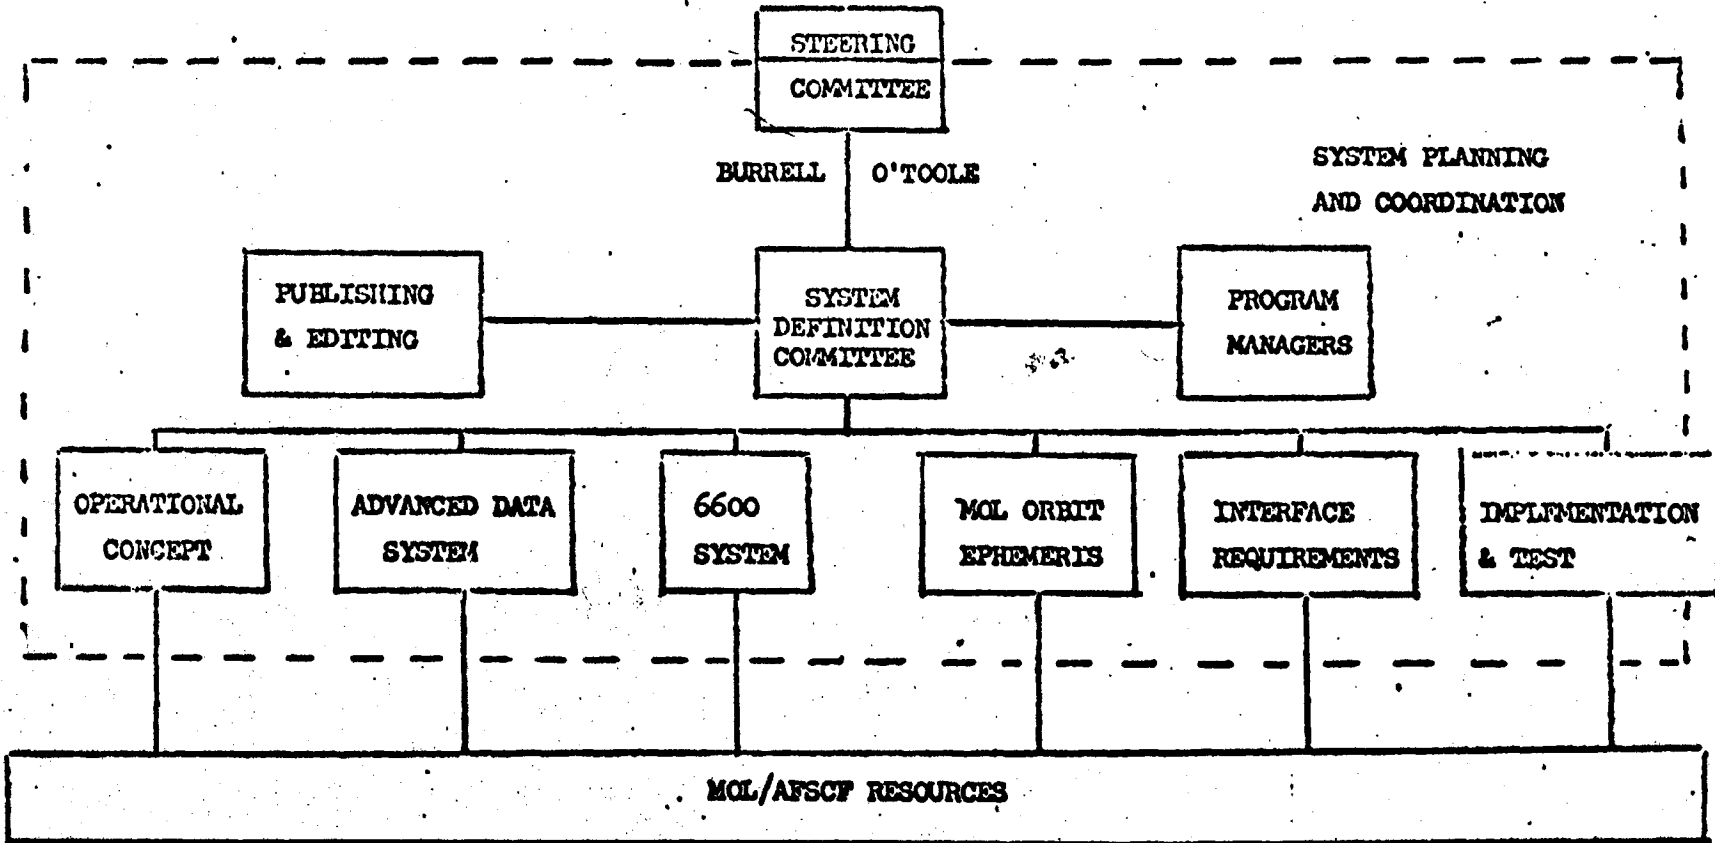 STEERING
COMMITTEE
BURRELL
O'TOOLE
SYSTEM PLANNING
AND COORDINATION
PUBLISHING
& EDITING
SYSTEM
DEFINITION
COMMITTEE
PROGRAM
MANAGERS
OPERATIONAL
CONCEPT
ADVANCED DATA
SYSTEM
6600
SYSTEM
MOL ORBIT
EPHEMERIS
INTERFACE
REQUIREMENTS
IMPLEMENTATION
& TEST
MOL/AFSCF RESOURCES